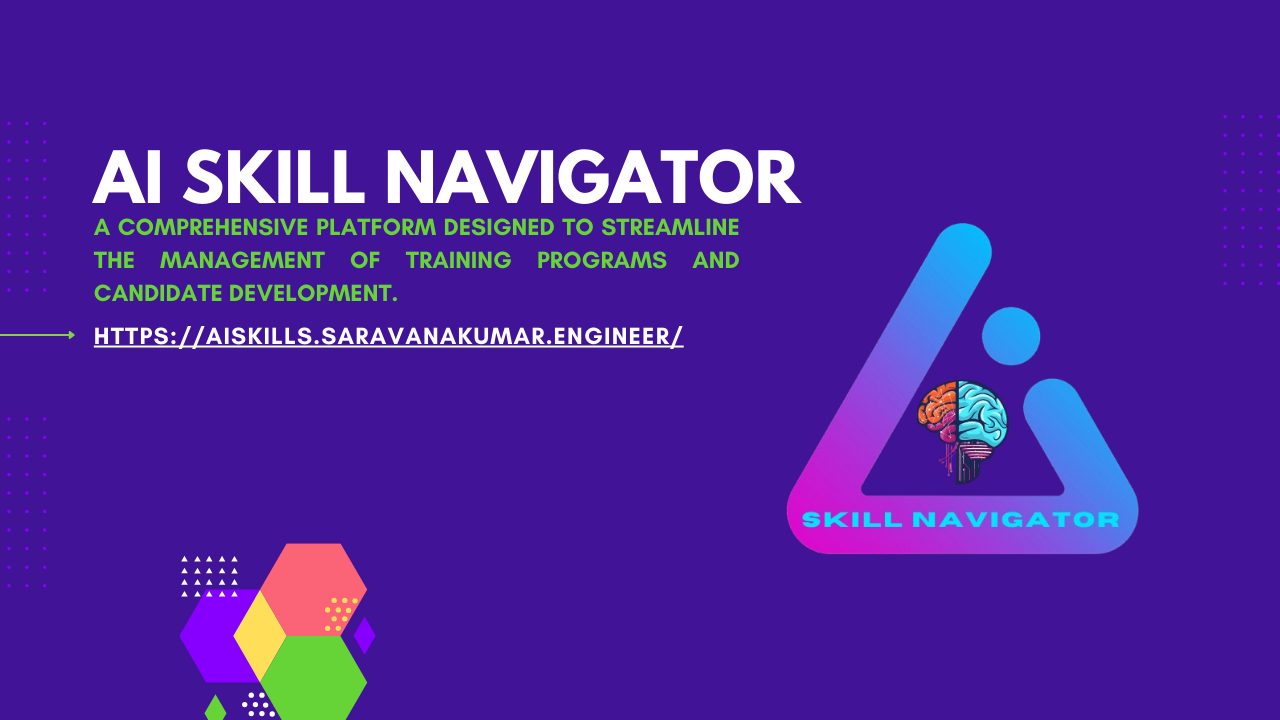 AI SKILL NAVIGATOR
A COMPREHENSIVE PLATFORM DESIGNED TO STREAMLINE
THE MANAGEMENT OF TRAINING PROGRAMS AND
CANDIDATE DEVELOPMENT.
HTTPS://AISKILLS.SARAVANAKUMAR.ENGINEER/
SKILL NAVIGATOR